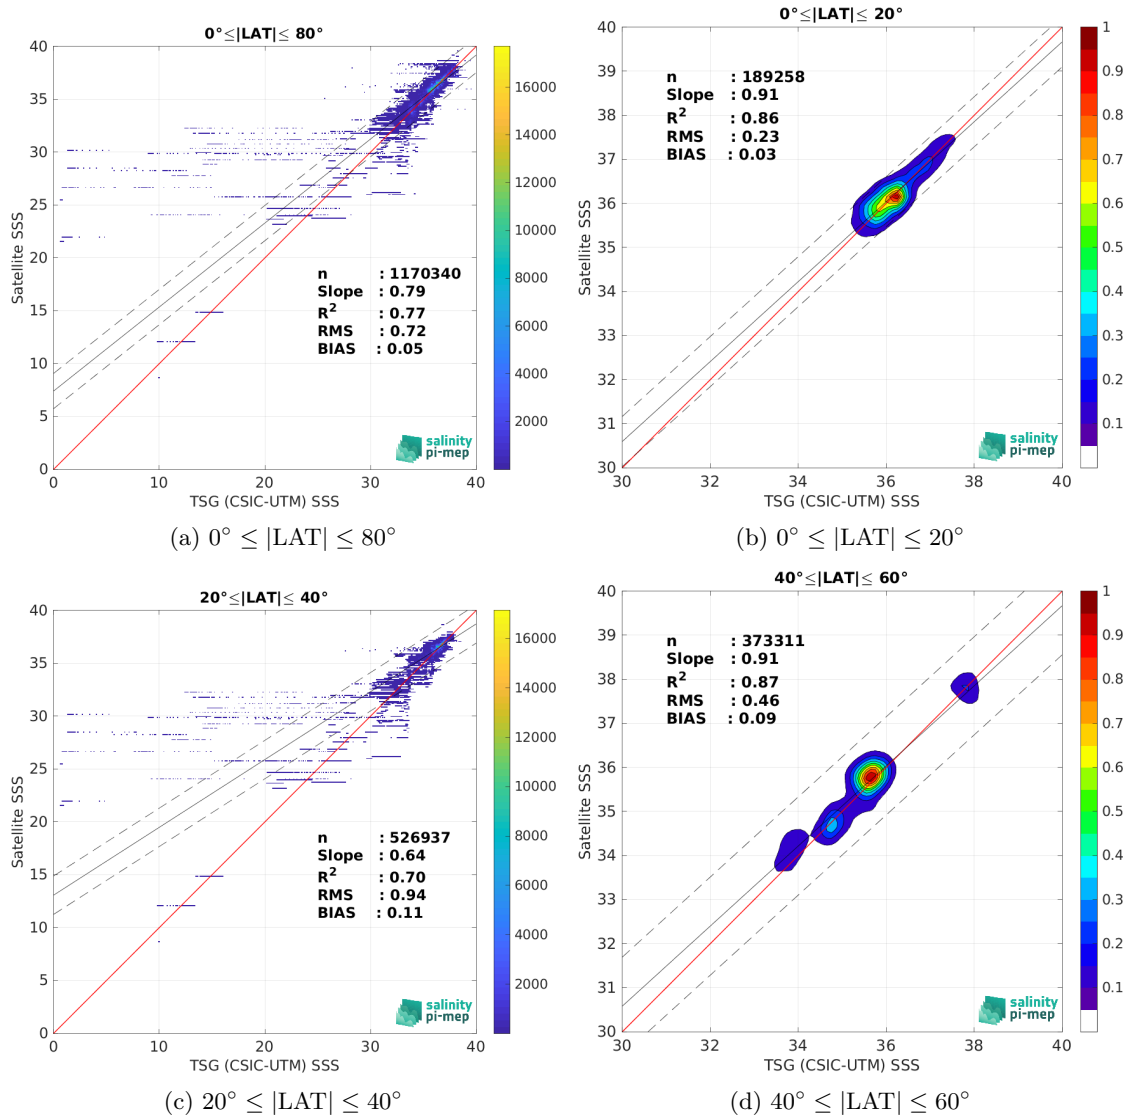 0°≤|LAT|≤ 80°
40
35
30
25
20
15
10
5
0
Satellite SSS
n : 1170340
Slope : 0.79
R2 : 0.77
RMS : 0.72
BIAS : 0.05
salinity
pi-mep
0 10 20 30 40
TSG (CSIC-UTM) SSS
16000
14000
12000
10000
8000
6000
4000
2000
(a) 0° ≤ |LAT| ≤ 80°
0°≤|LAT|≤ 20°
40
39
38
37
36
35
34
33
32
31
30
Satellite SSS
n : 189258
Slope : 0.91
R2 : 0.86
RMS : 0.23
BIAS : 0.03
salinity
pi-mep
30 32 34 36 38 40
TSG (CSIC-UTM) SSS
1
0.9
0.8
0.7
0.6
0.5
0.4
0.3
0.2
0.1
(b) 0° ≤ |LAT| ≤ 20°
20°≤|LAT|≤ 40°
40
35
30
25
20
15
10
5
0
Satellite SSS
n : 526937
Slope : 0.64
R2 : 0.70
RMS : 0.94
BIAS : 0.11
salinity
pi-mep
0 10 20 30 40
TSG (CSIC-UTM) SSS
16000
14000
12000
10000
8000
6000
4000
2000
(c) 20° ≤ |LAT| ≤ 40°
40°≤|LAT|≤ 60°
40
39
38
37
36
35
34
33
32
31
30
Satellite SSS
n : 373311
Slope : 0.91
R2 : 0.87
RMS : 0.46
BIAS : 0.09
salinity
pi-mep
30 32 34 36 38 40
TSG (CSIC-UTM) SSS
1
0.9
0.8
0.7
0.6
0.5
0.4
0.3
0.2
0.1
(d) 40° ≤ |LAT| ≤ 60°